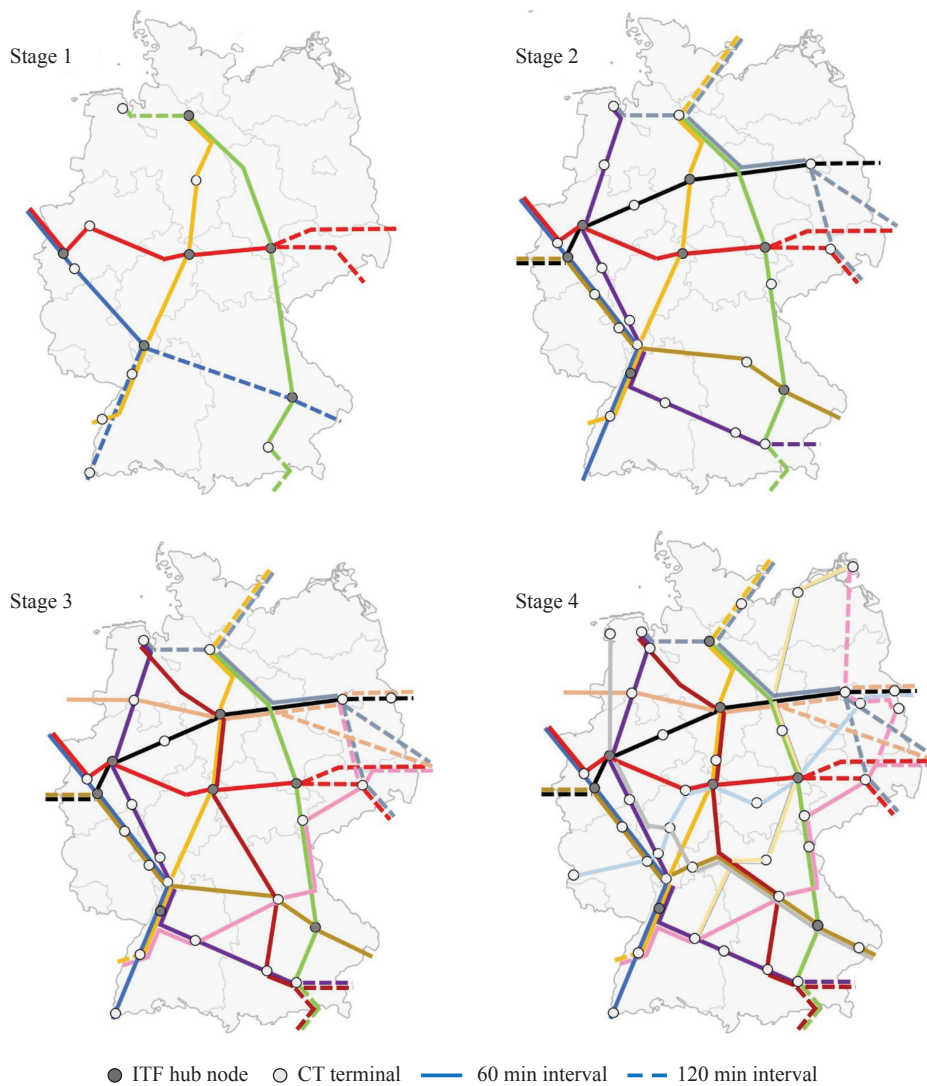 Stage 1
Stage 2
Stage 3
Stage 4
ITF hub node CT terminal 60 min interval 120 min interval